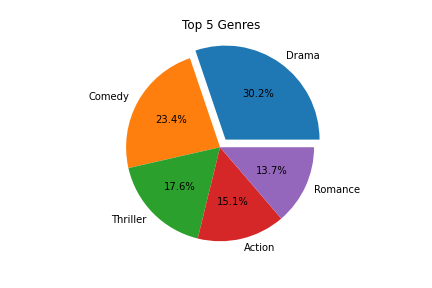 Top 5 Genres
Drama
30.2%
Comedy
23.4%
Thriller
17.6%
Action
15.1%
Romance
13.7%